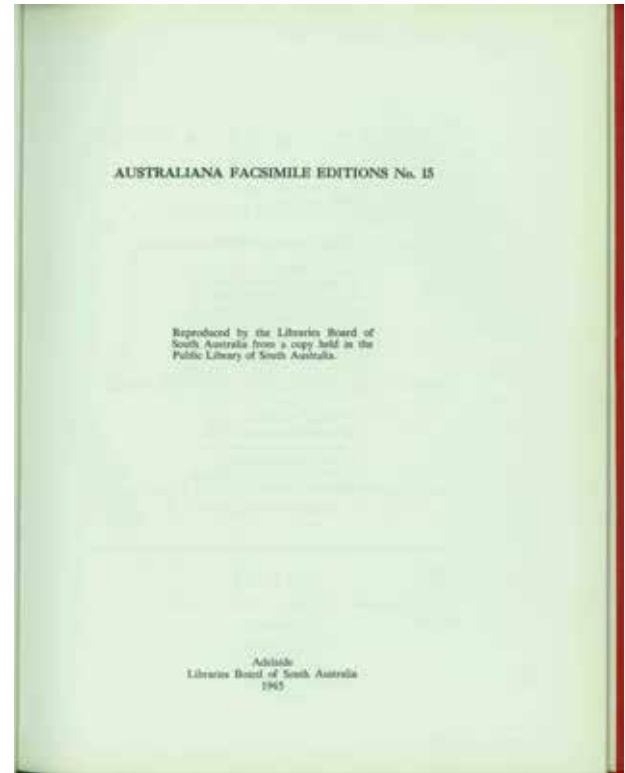 AUSTRALIANA FACSIMILE EDITIONS No. 15
Reproduced by the Libraries Board of
South Australia from a copy held in the
Public Library of South Australia.
Adelaide
Libraries Board of South Australia
1965